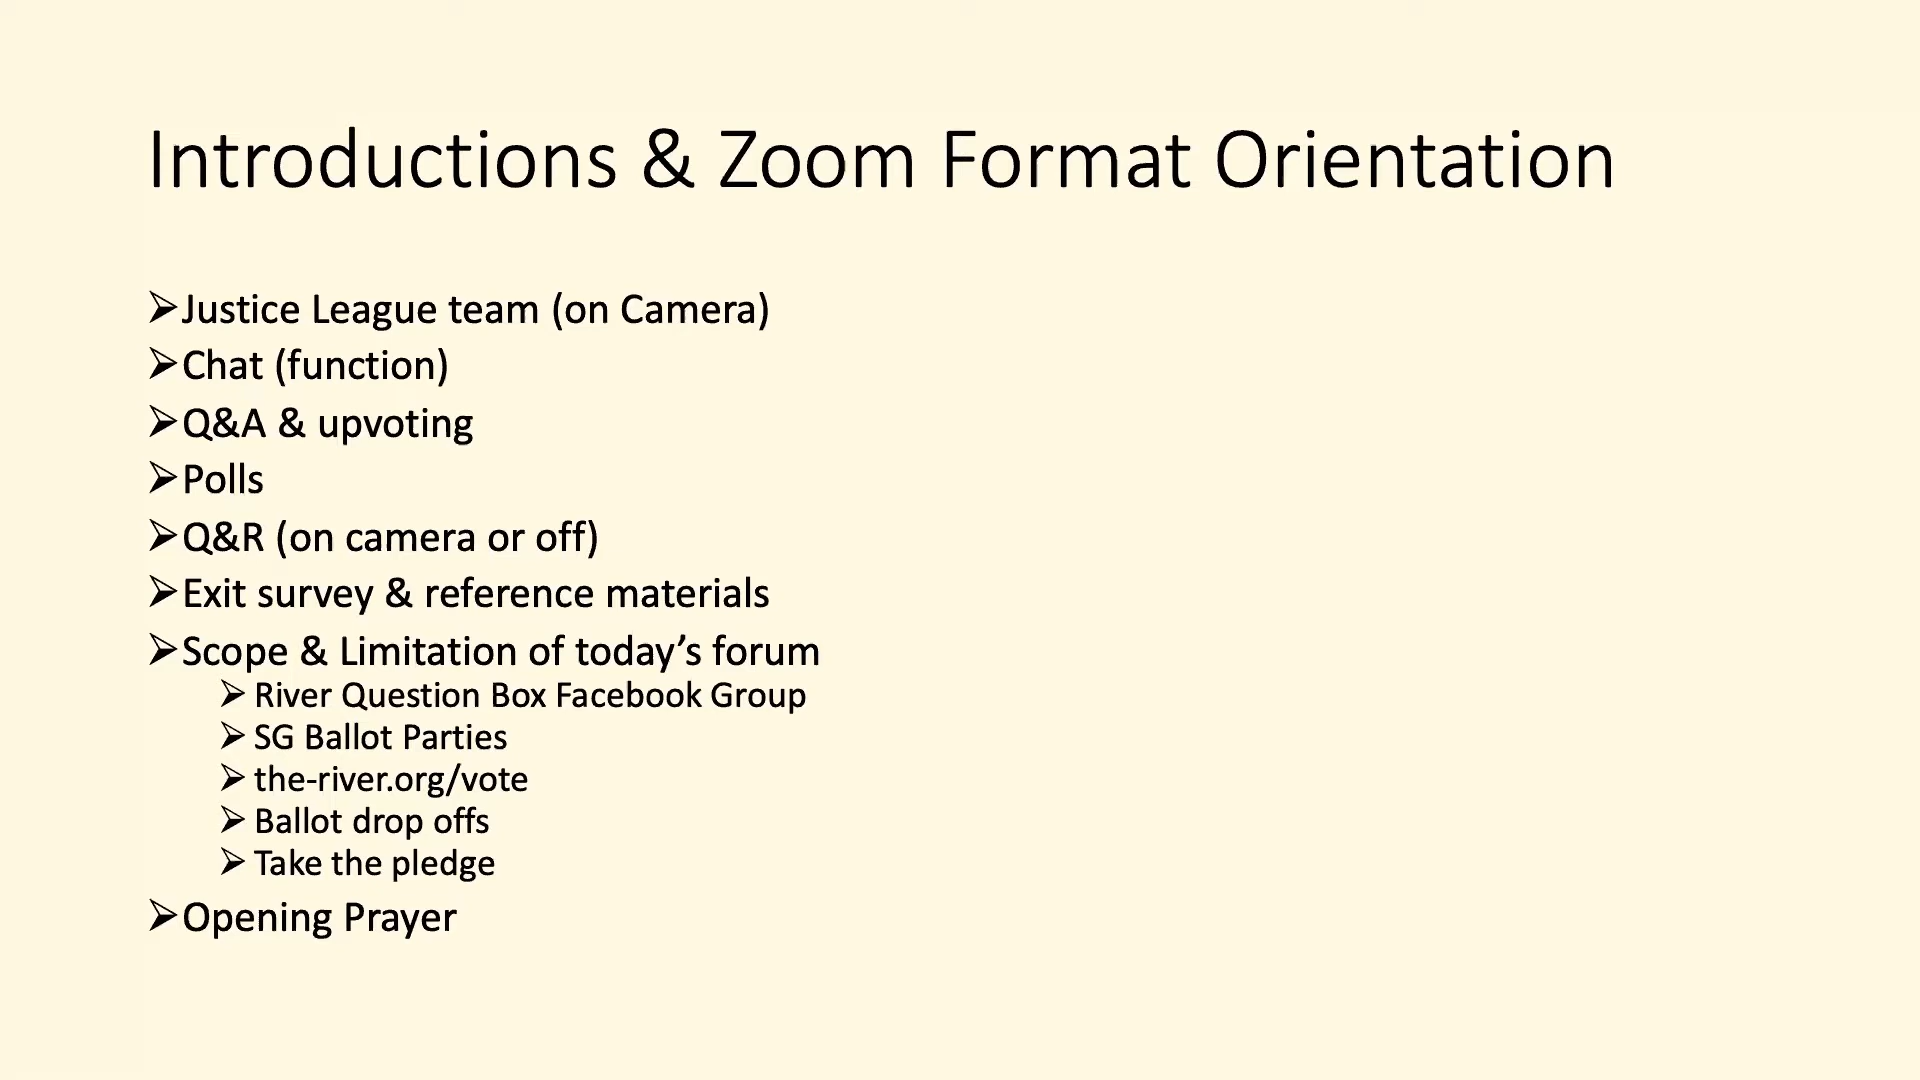 Introductions & Zoom Format Orientation
➢Justice League team (on Camera)
➢Chat (function)
➢Q&A & upvoting
➢Polls
➢Q&R (on camera or off)
➢Exit survey & reference materials
➢Scope & Limitation of today’s forum
➢River Question Box Facebook Group
➢SG Ballot Parties
➢the-river.org/vote
➢Ballot drop offs
➢Take the pledge
➢Opening Prayer